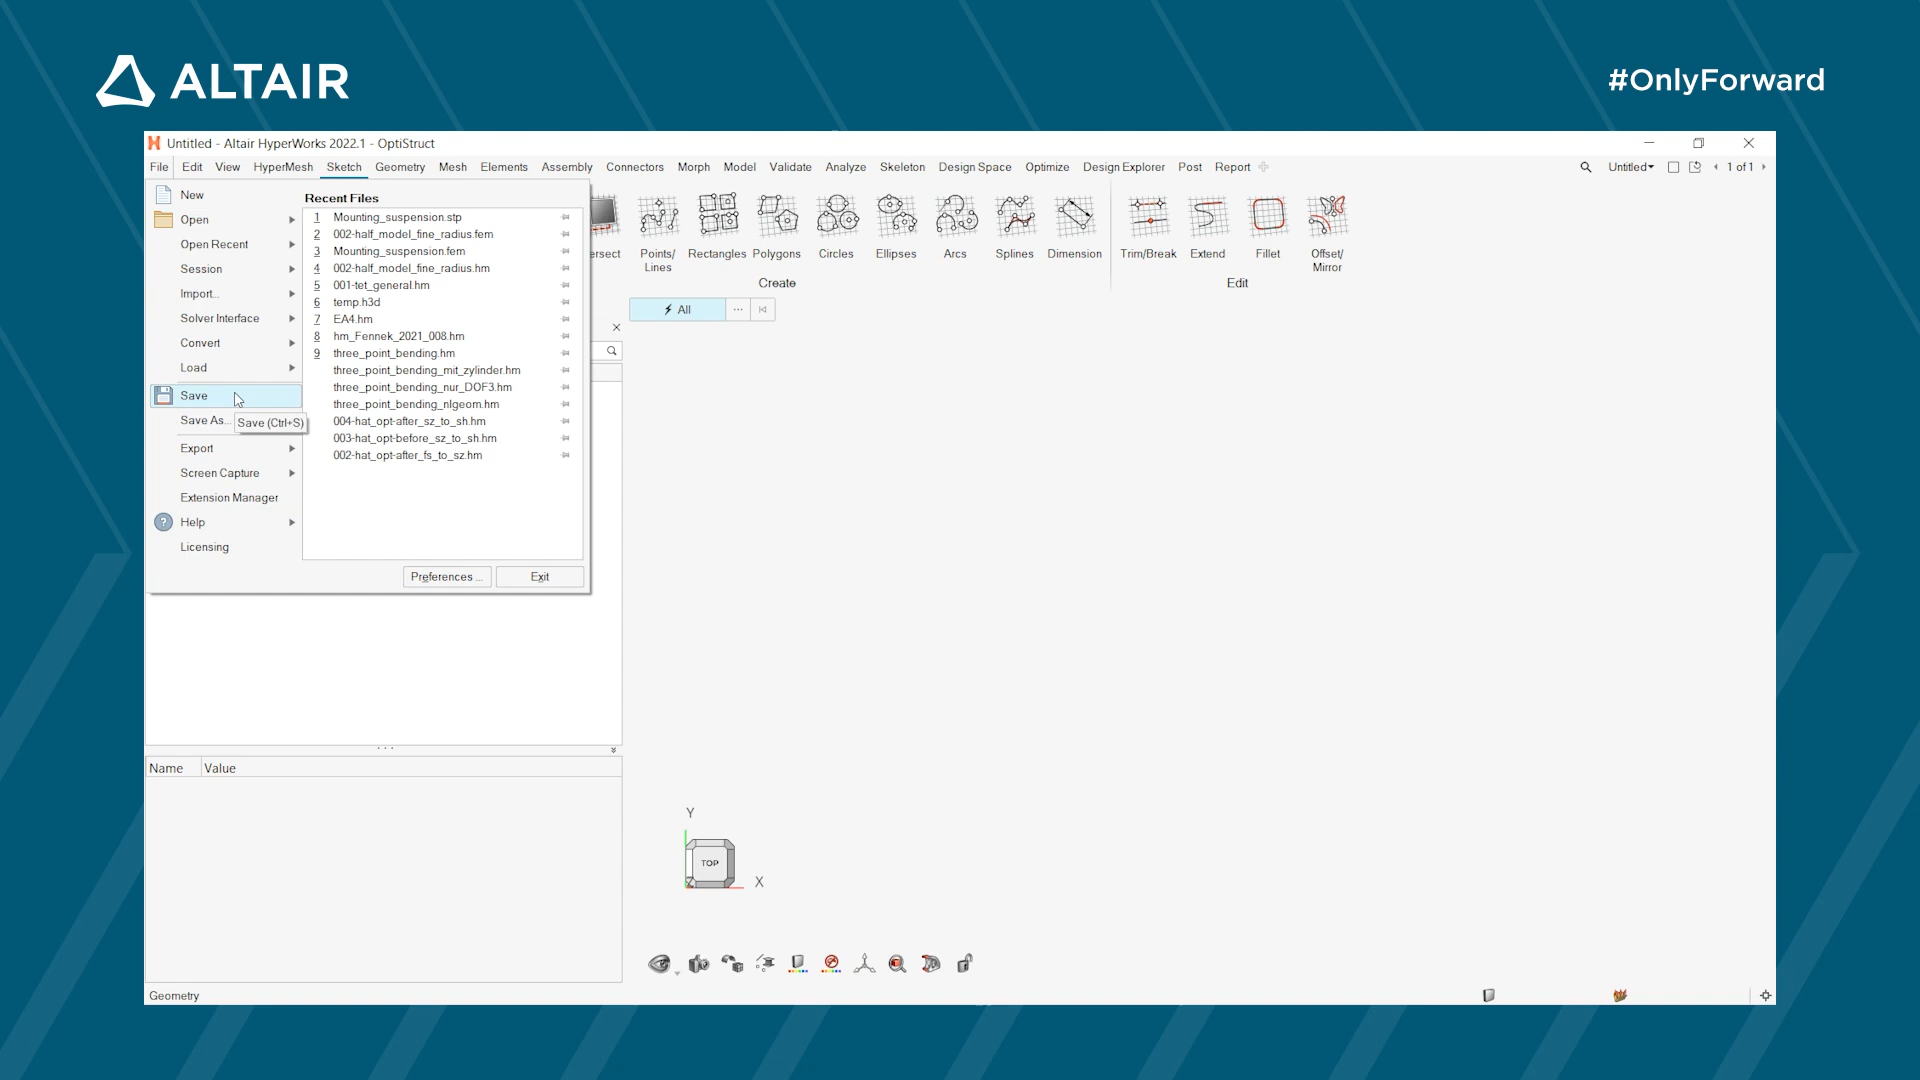 ALTAIR
#OnlyForward
Untitled - Altair HyperWorks 2022.1 - OptiStruct
File Edit View HyperMesh Sketch Geometry Mesh Elements Assembly Connectors Morph Model Validate Analyze Skeleton Design Space Optimize Design Explorer Post Report Untitled 1 of 1
New
Open
Open Recent
Session
Import...
Solver Interface
Convert
Load
Save
Save As...
Save (Ctrl+S)
Export
Screen Capture
Extension Manager
Help
Licensing
Recent Files
1 Mounting_suspension.stp
2 002-half_model_fine_radius.fem
3 Mounting_suspension.fem
4 002-half_model_fine_radius.hm
5 001-tet_general.hm
6 temp.h3d
7 EA4.hm
8 hm_Fennek_2021_008.hm
9 three_point_bending.hm
three_point_bending_mit_zylinder.hm
three_point_bending_nur_DOF3.hm
three_point_bending_nlgeom.hm
004-hat_opt-after_sz_to_sh.hm
003-hat_opt-before_sz_to_sh.hm
002-hat_opt-after_fs_to_sz.hm
Preferences ...
Exit
ersect
Points/
Lines
Rectangles
Polygons
Circles
Ellipses
Arcs
Splines
Dimension
Create
Trim/Break
Extend
Fillet
Offset/
Mirror
Edit
All
Name Value
Y
TOP
Z
X
Geometry